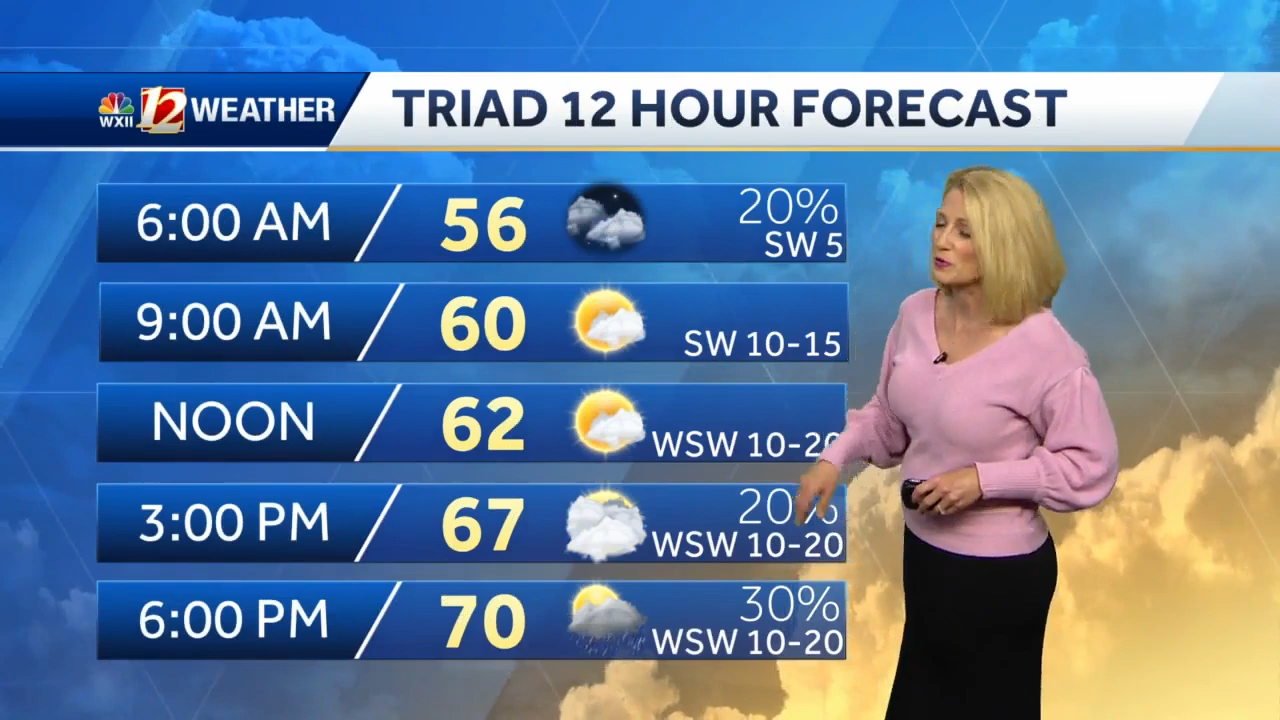 WXII 12 WEATHER
TRIAD 12 HOUR FORECAST
6:00 AM 56 20%
SW 5
9:00 AM 60
SW 10-15
NOON 62
WSW 10-20
3:00 PM 67 20%
WSW 10-20
6:00 PM 70 30%
WSW 10-20